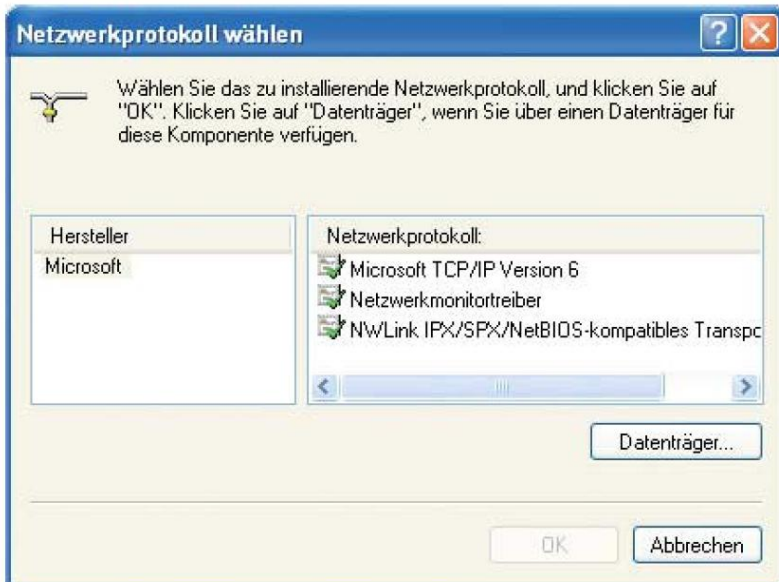 Netzwerkprotokoll wählen
Wählen Sie das zu installierende Netzwerkprotokoll, und klicken Sie auf
"OK". Klicken Sie auf "Datenträger", wenn Sie über einen Datenträger für
diese Komponente verfügen.
Hersteller
Microsoft
Netzwerkprotokoll:
Microsoft TCP/IP Version 6
Netzwerkmonitortreiber
NWLink IPX/SPX/NetBIOS-kompatibles Transpc
Datenträger...
OK
Abbrechen